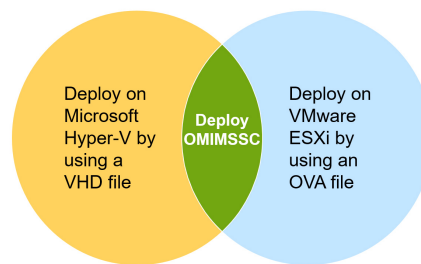 Deploy on
Microsoft
Hyper-V by
using a
VHD file
Deploy
OMIMSSC
Deploy on
VMware
ESXi by
using an
OVA file